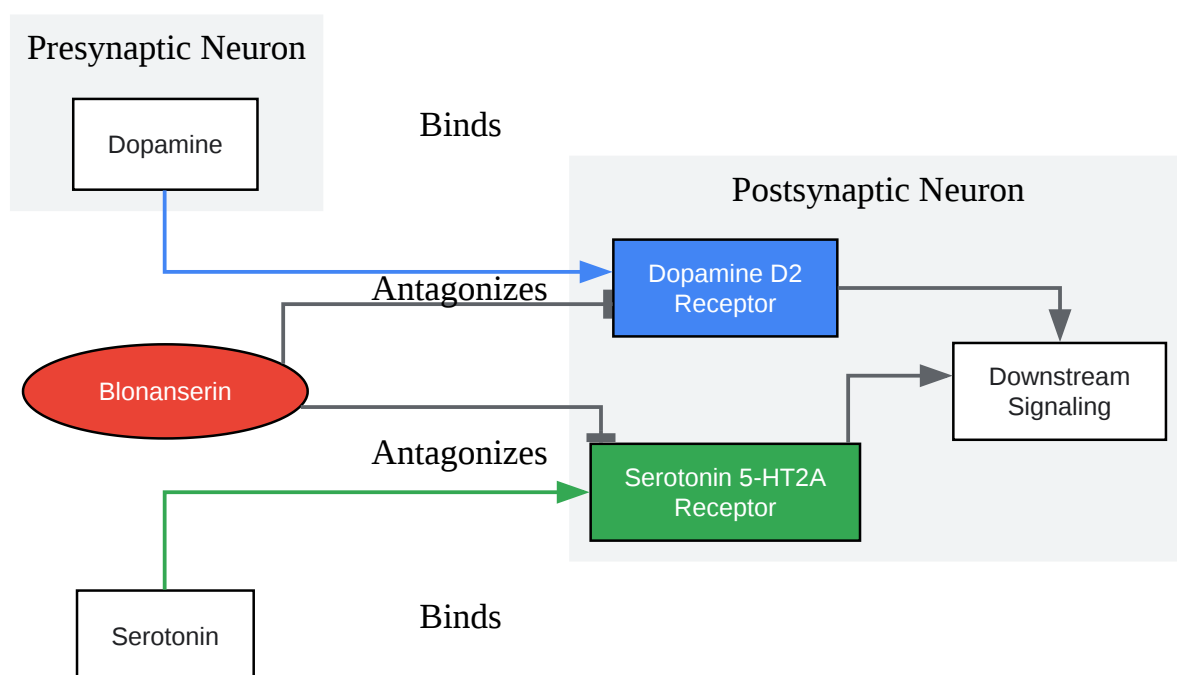 Presynaptic Neuron
Dopamine
Binds
Postsynaptic Neuron
Dopamine D2
Receptor
Antagonizes
Blonanserin
Downstream
Signaling
Antagonizes
Serotonin 5-HT2A
Receptor
Binds
Serotonin